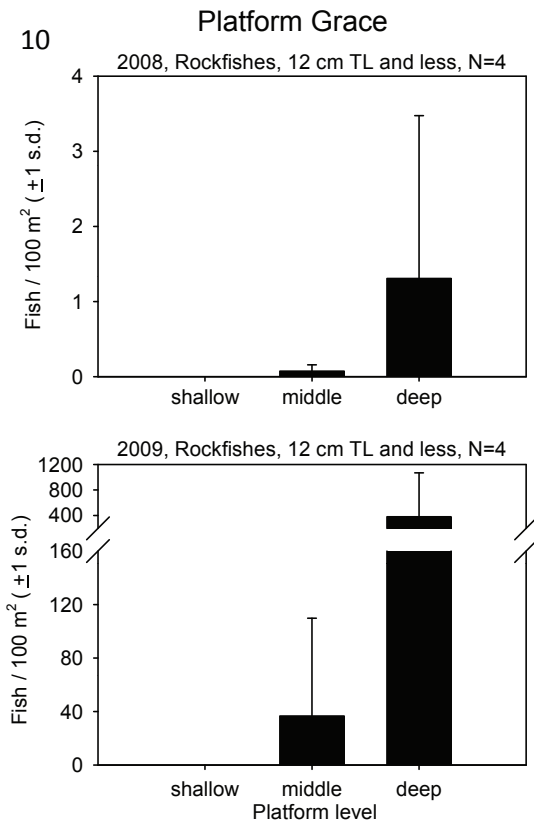 Platform Grace
10
2008, Rockfishes, 12 cm TL and less, N=4
Fish / 100 m² ( ±1 s.d.)
4
3
2
1
0
shallow middle deep
2009, Rockfishes, 12 cm TL and less, N=4
Fish / 100 m² ( ±1 s.d.)
1200
800
400
160
120
80
40
0
shallow middle deep
Platform level